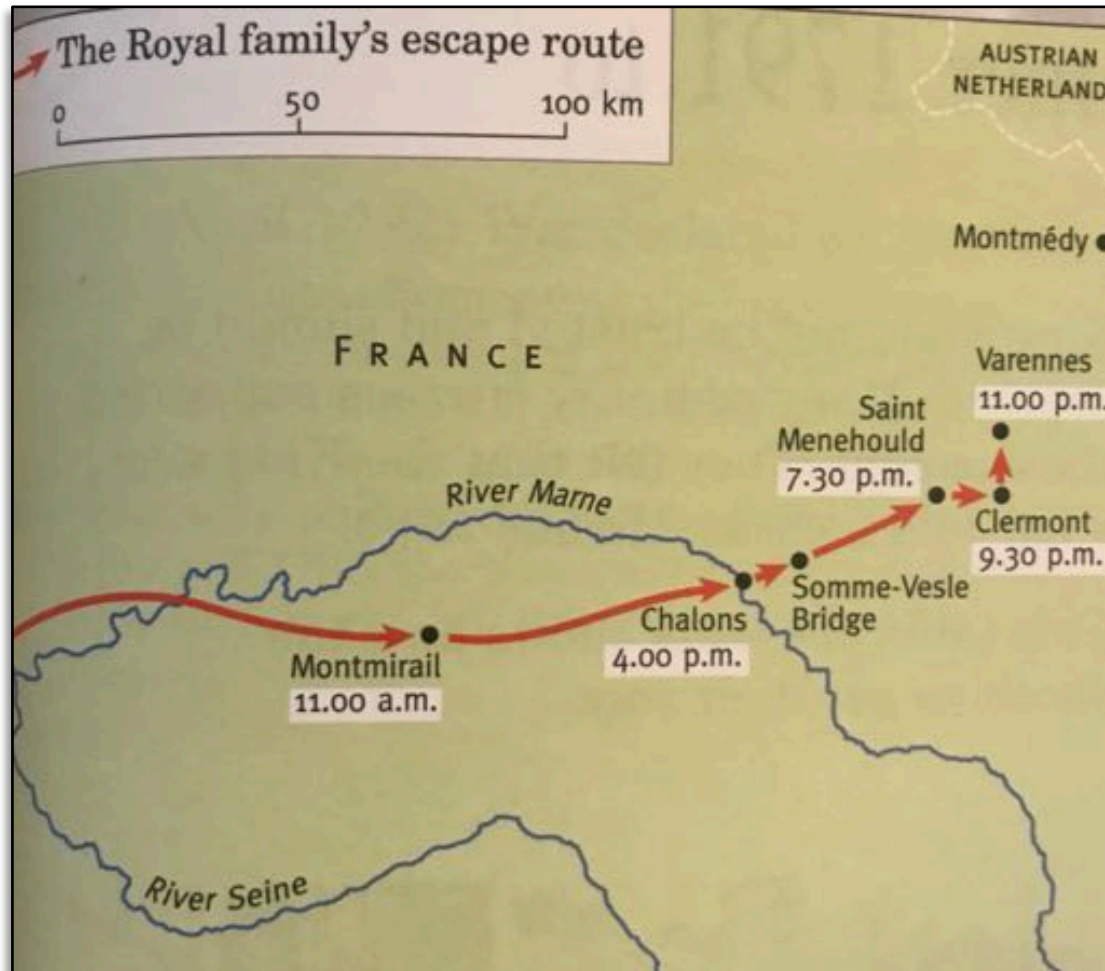 The Royal family's escape route
0 50 100 km
AUSTRIAN
NETHERLAND
Montmédy
FRANCE
Varennes
11.00 p.m.
Saint
Menehould
7.30 p.m.
River Marne
Clermont
9.30 p.m.
Somme-Vesle
Bridge
Chalons
4.00 p.m.
Montmirail
11.00 a.m.
River Seine